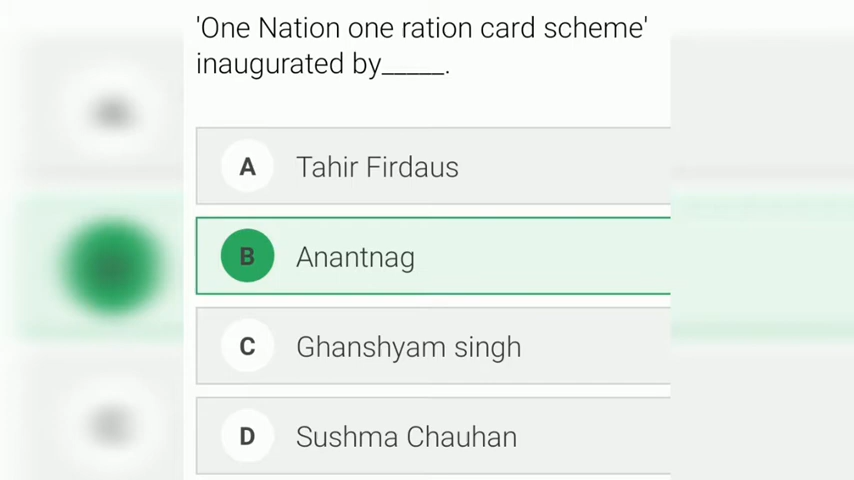 'One Nation one ration card scheme'
inaugurated by_____.
A Tahir Firdaus
B Anantnag
C Ghanshyam singh
D Sushma Chauhan